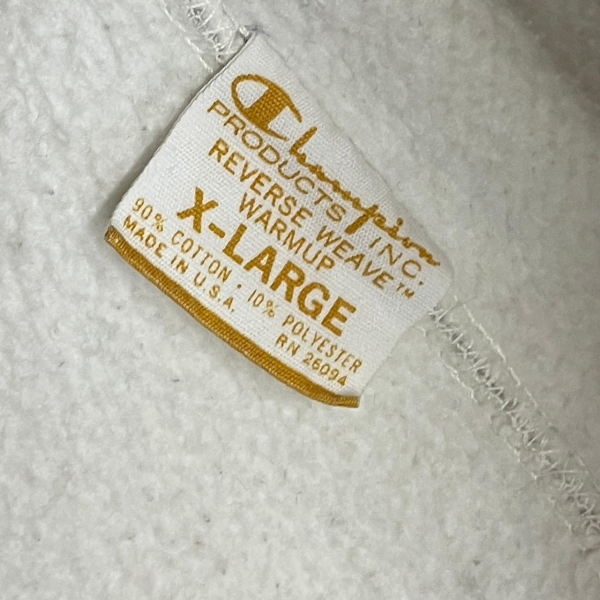 Champion
PRODUCTS INC.
REVERSE WEAVE™
WARMUP
X-LARGE
90% COTTON · 10% POLYESTER
MADE IN U.S.A. RN 26094